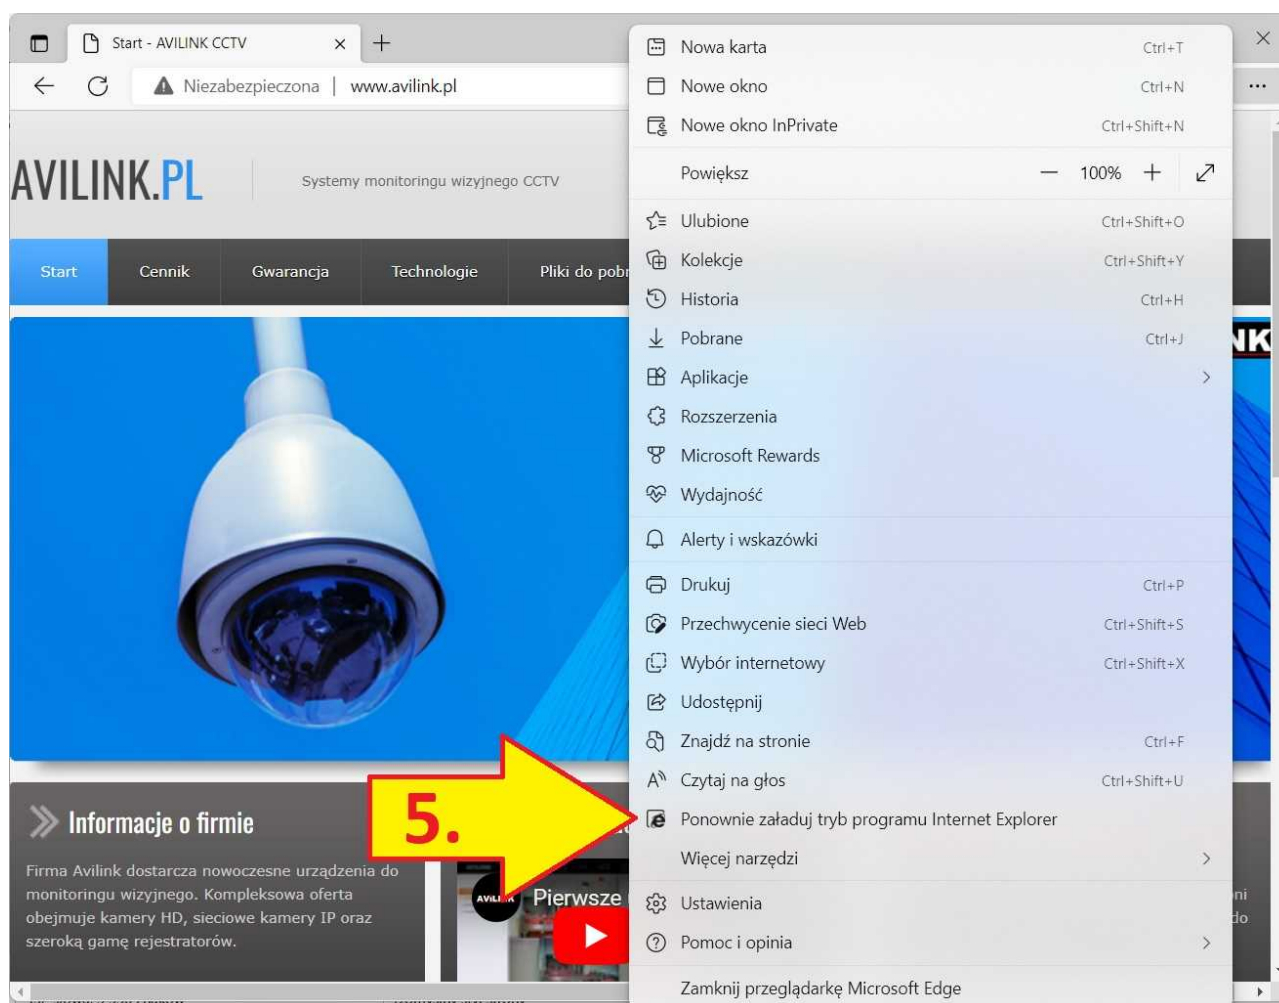 Start - AVILINK CCTV
Niezabezpieczona | www.avilink.pl
AVILINK.PL
Systemy monitoringu wizyjnego CCTV
Start Cennik Gwarancja Technologie Pliki do pobr
NK
Informacje o firmie
Firma Avilink dostarcza nowoczesne urządzenia do
monitoringu wizyjnego. Kompleksowa oferta
obejmuje kamery HD, sieciowe kamery IP oraz
szeroką gamę rejestratorów.
5.
Pierwsze
Nowa karta Ctrl+T
Nowe okno Ctrl+N
Nowe okno InPrivate Ctrl+Shift+N
Powiększ — 100% +
Ulubione Ctrl+Shift+O
Kolekcje Ctrl+Shift+Y
Historia Ctrl+H
Pobrane Ctrl+J
Aplikacje
Rozszerzenia
Microsoft Rewards
Wydajność
Alerty i wskazówki
Drukuj Ctrl+P
Przechwycenie sieci Web Ctrl+Shift+S
Wybór internetowy Ctrl+Shift+X
Udostępnij
Znajdź na stronie Ctrl+F
Czytaj na głos Ctrl+Shift+U
Ponownie załaduj tryb programu Internet Explorer
Więcej narzędzi
Ustawienia
Pomoc i opinia
Zamknij przeglądarkę Microsoft Edge